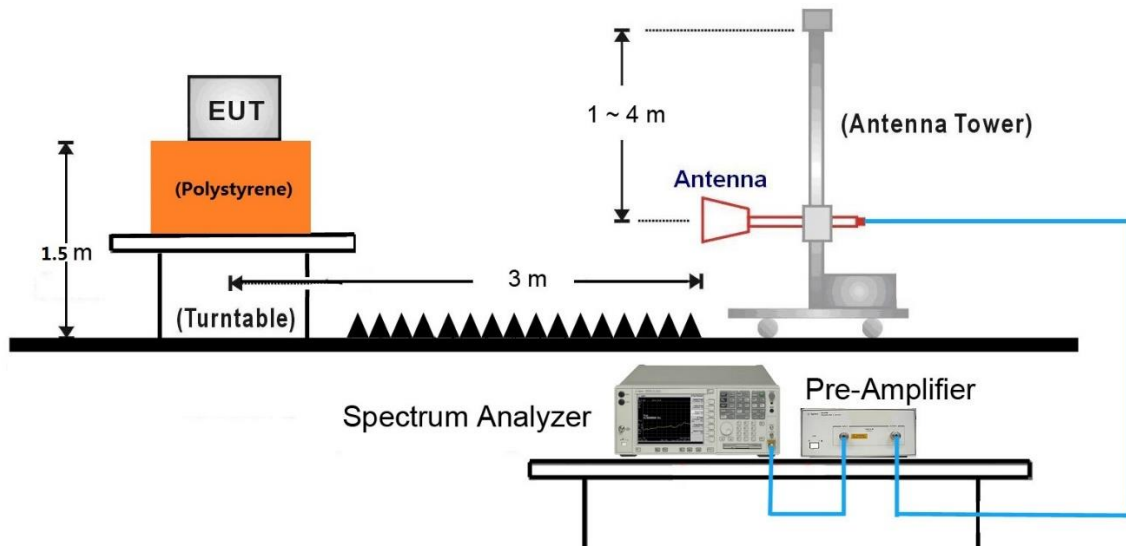 EUT
1 ~ 4 m
(Antenna Tower)
Antenna
(Polystyrene)
1.5 m
3 m
(Turntable)
Spectrum Analyzer
Pre-Amplifier